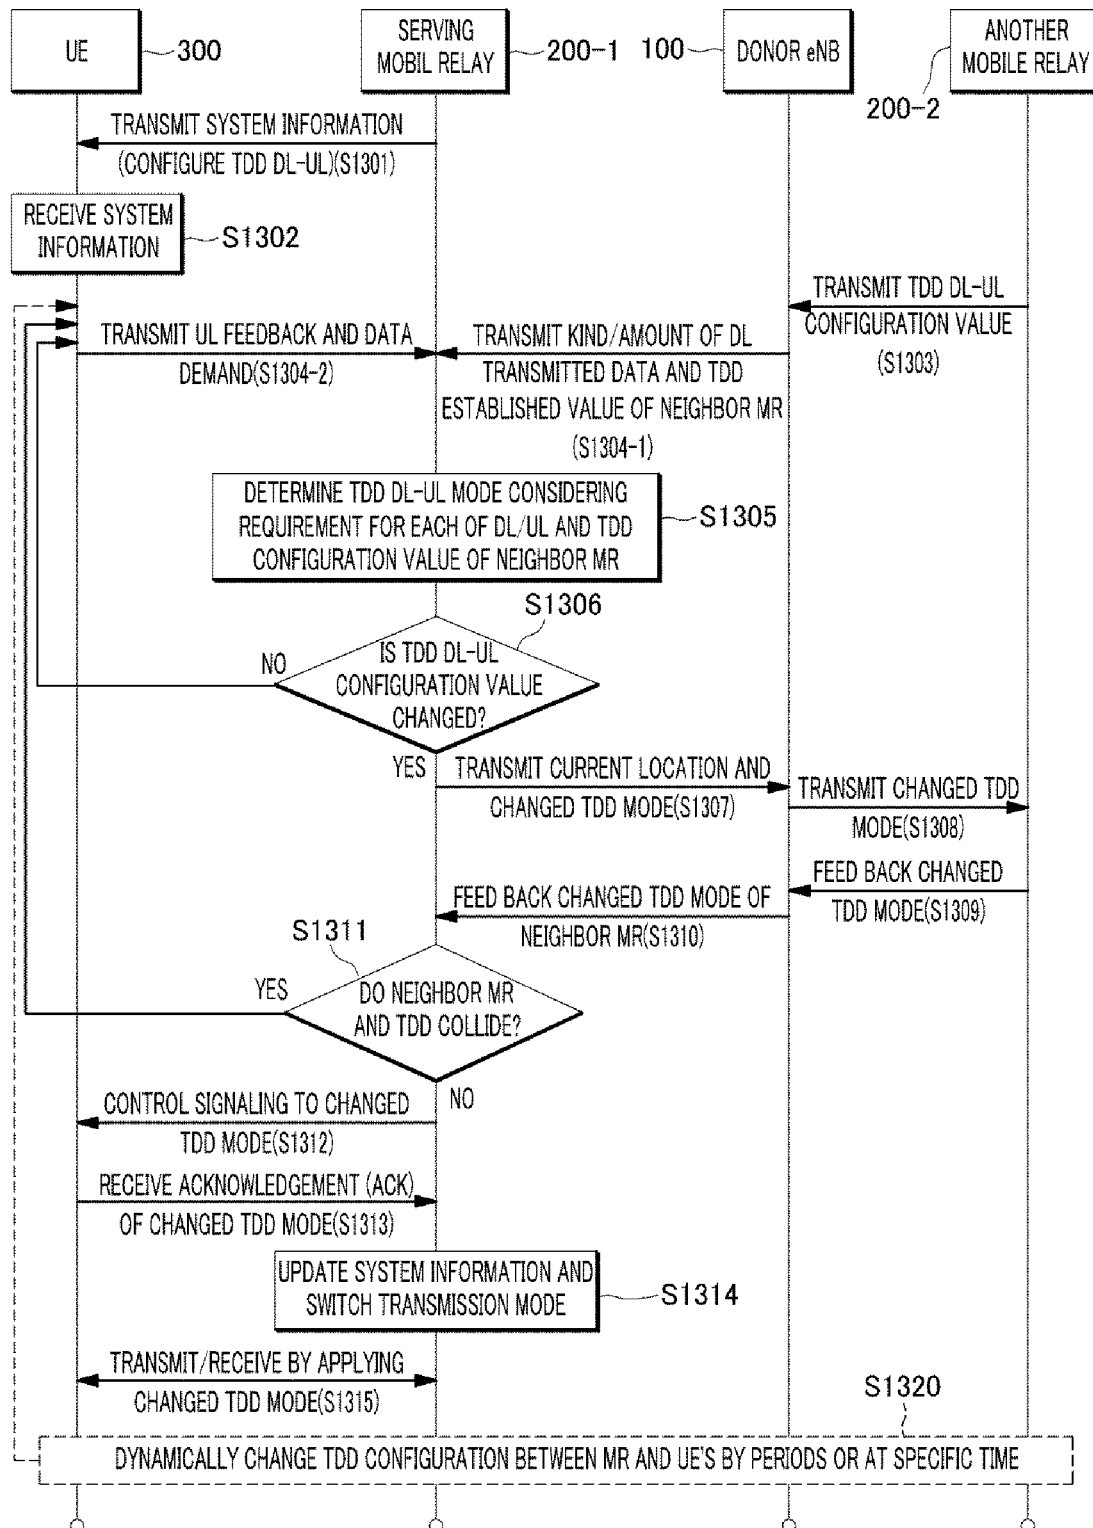 UE
300
SERVING
MOBIL RELAY
200-1
100
DONOR eNB
ANOTHER
MOBILE RELAY
200-2
TRANSMIT SYSTEM INFORMATION
(CONFIGURE TDD DL-UL)(S1301)
RECEIVE SYSTEM
INFORMATION
S1302
TRANSMIT TDD DL-UL
CONFIGURATION VALUE
(S1303)
TRANSMIT UL FEEDBACK AND DATA
DEMAND(S1304-2)
TRANSMIT KIND/AMOUNT OF DL
TRANSMITTED DATA AND TDD
ESTABLISHED VALUE OF NEIGHBOR MR
(S1304-1)
DETERMINE TDD DL-UL MODE CONSIDERING
REQUIREMENT FOR EACH OF DL/UL AND TDD
CONFIGURATION VALUE OF NEIGHBOR MR
S1305
S1306
IS TDD DL-UL
CONFIGURATION VALUE
CHANGED?
NO
YES
TRANSMIT CURRENT LOCATION AND
CHANGED TDD MODE(S1307)
TRANSMIT CHANGED TDD
MODE(S1308)
FEED BACK CHANGED
TDD MODE(S1309)
FEED BACK CHANGED TDD MODE OF
NEIGHBOR MR(S1310)
S1311
YES
DO NEIGHBOR MR
AND TDD COLLIDE?
NO
CONTROL SIGNALING TO CHANGED
TDD MODE(S1312)
RECEIVE ACKNOWLEDGEMENT (ACK)
OF CHANGED TDD MODE(S1313)
UPDATE SYSTEM INFORMATION AND
SWITCH TRANSMISSION MODE
S1314
TRANSMIT/RECEIVE BY APPLYING
CHANGED TDD MODE(S1315)
S1320
DYNAMICALLY CHANGE TDD CONFIGURATION BETWEEN MR AND UE'S BY PERIODS OR AT SPECIFIC TIME